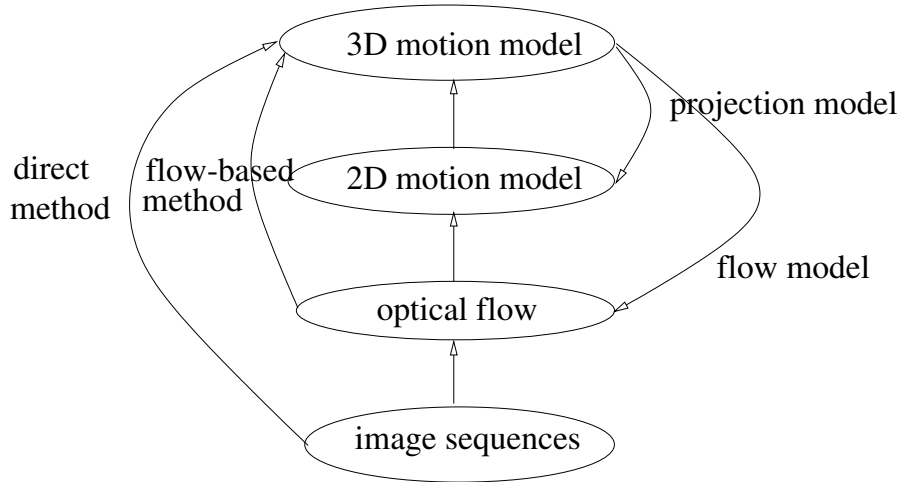 3D motion model
projection model
direct
method
flow-based
method
2D motion model
flow model
optical flow
image sequences